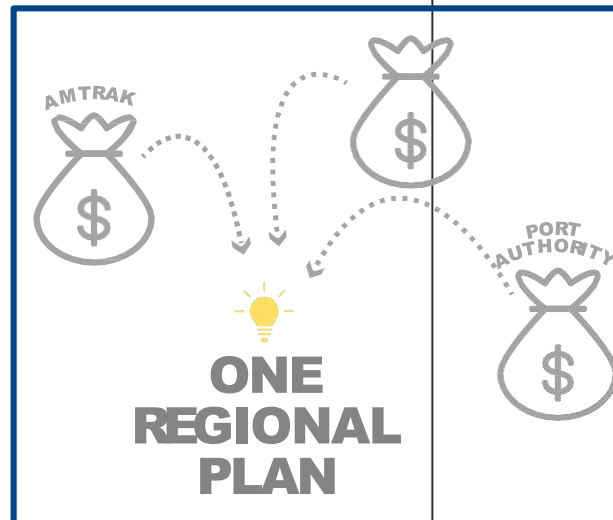 AMTRAK
$
$
PORT
AUTHORITY
$
ONE
REGIONAL
PLAN